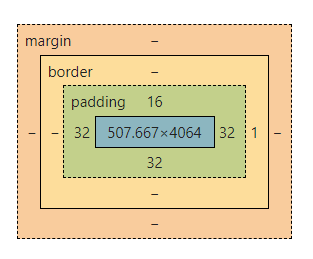 margin –
border –
padding 16
– – 32 507.667×4064 32 1 –
32
–
–